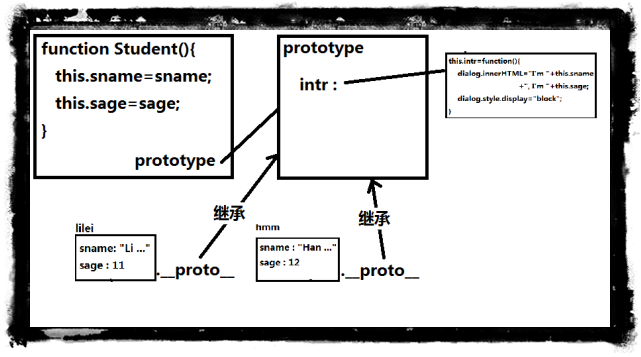 function Student(){
this.sname=sname;
this.sage=sage;
}
prototype
prototype
intr :
this.intr=function(){
dialog.innerHTML="I'm "+this.sname
+", I'm "+this.sage;
dialog.style.display="block";
}
继承
继承
lilei
sname: "Li ..."
sage : 11
.__proto__
hmm
sname : "Han ..."
sage : 12
.__proto__